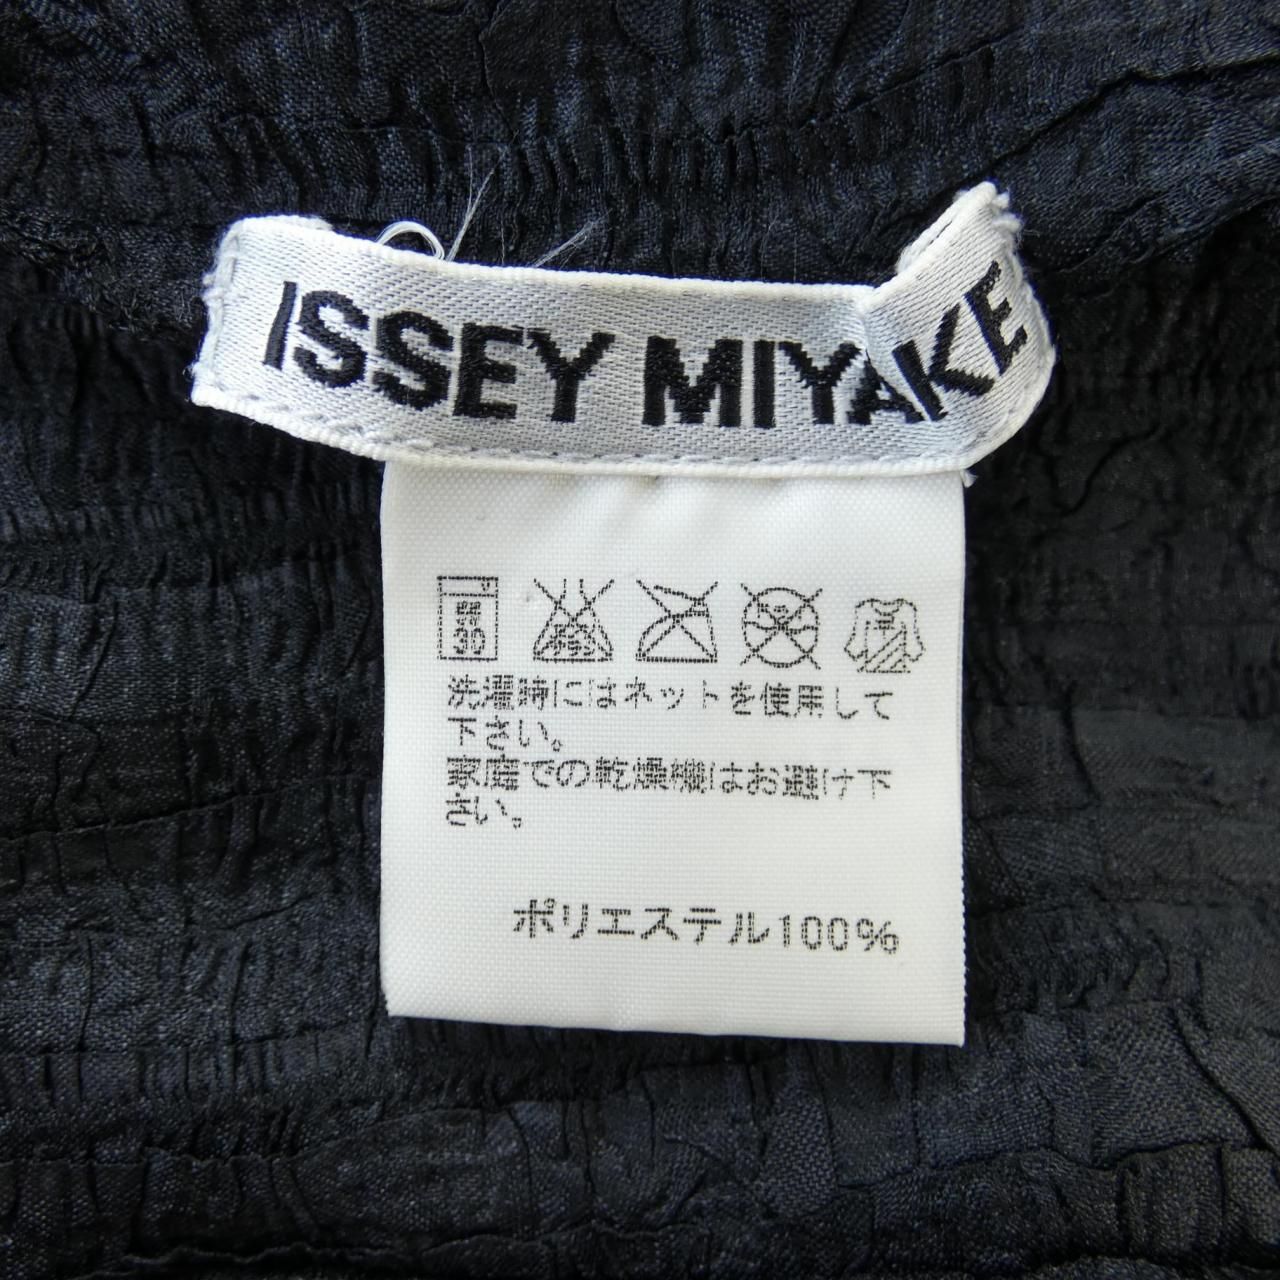 ISSEY MIYAKE
30
洗濯時にはネットを使用して
下さい。
家庭での乾燥機はお避け下
さい。
ポリエステル100%